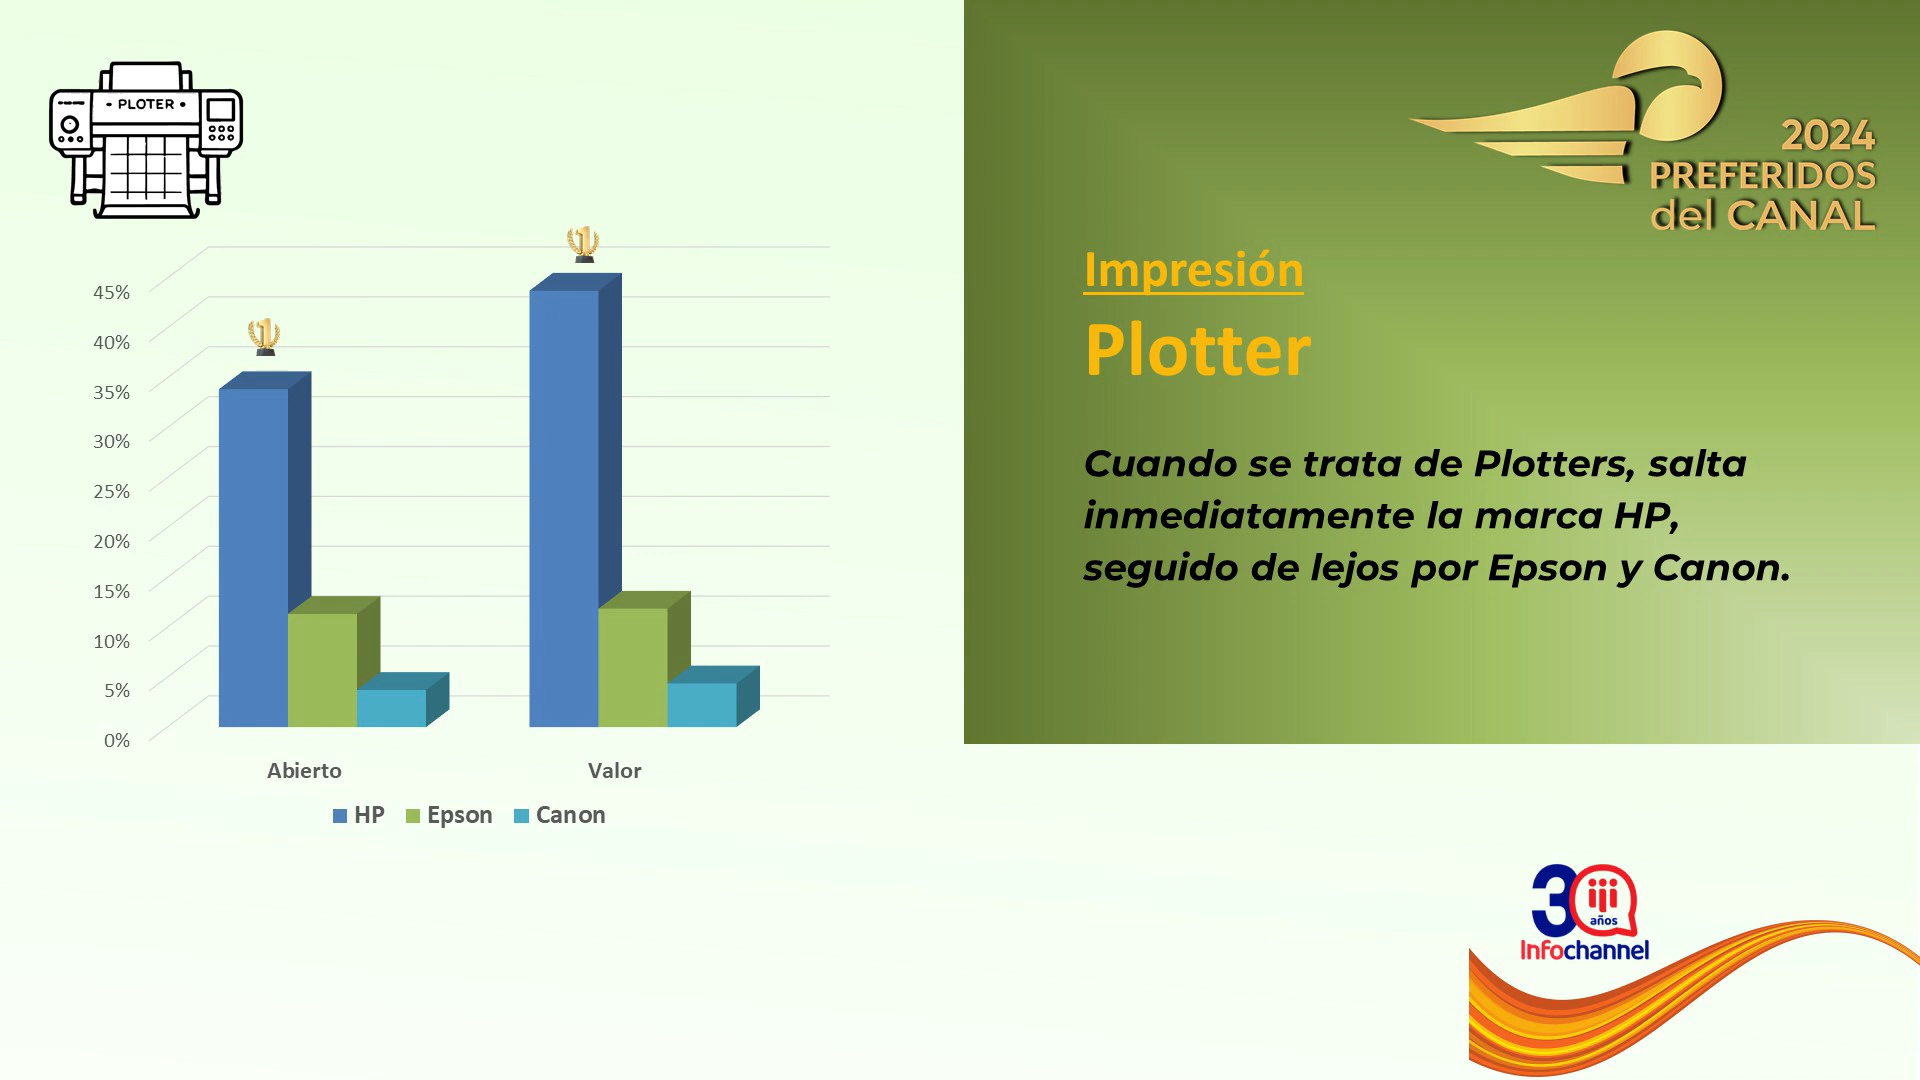 PLOTER
1
1
45%
40%
35%
30%
25%
20%
15%
10%
5%
0%
Abierto
Valor
HP
Epson
Canon
2024
PREFERIDOS
del CANAL
Impresión
Plotter
Cuando se trata de Plotters, salta
inmediatamente la marca HP,
seguido de lejos por Epson y Canon.
30
años
Infochannel